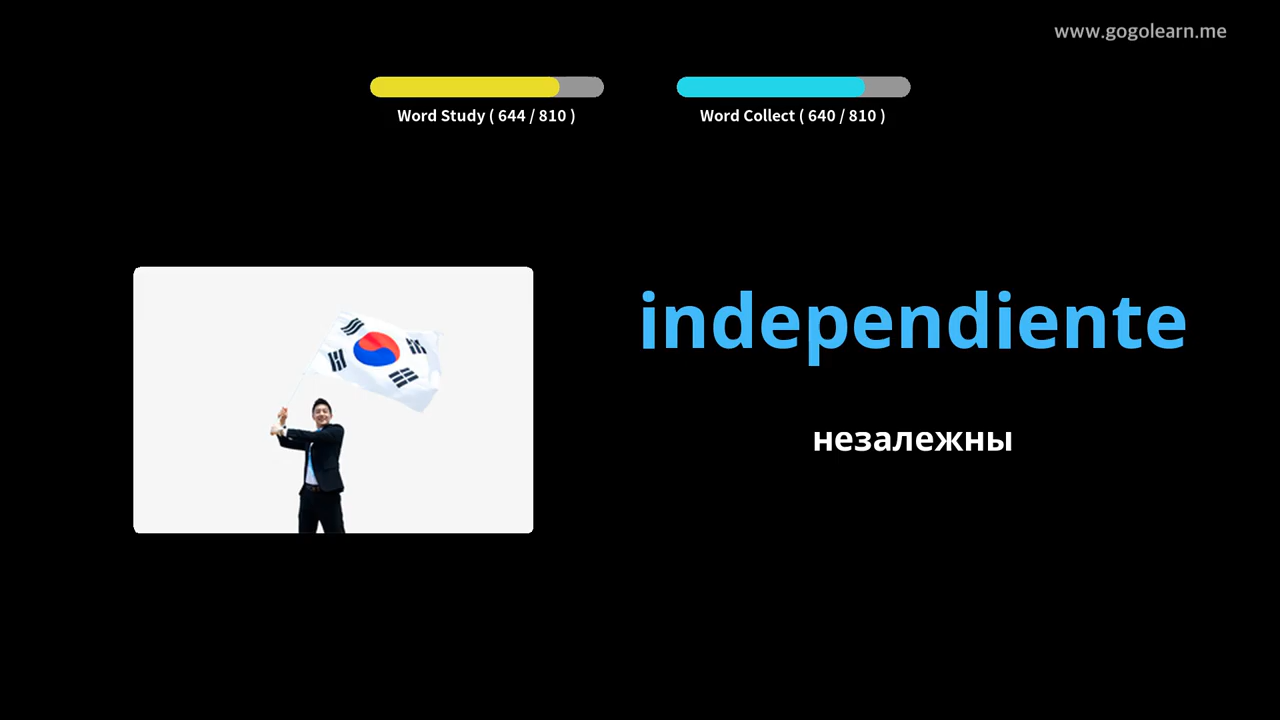 www.gogolearn.me
Word Study ( 644 / 810 )
Word Collect ( 640 / 810 )
independiente
незалежны